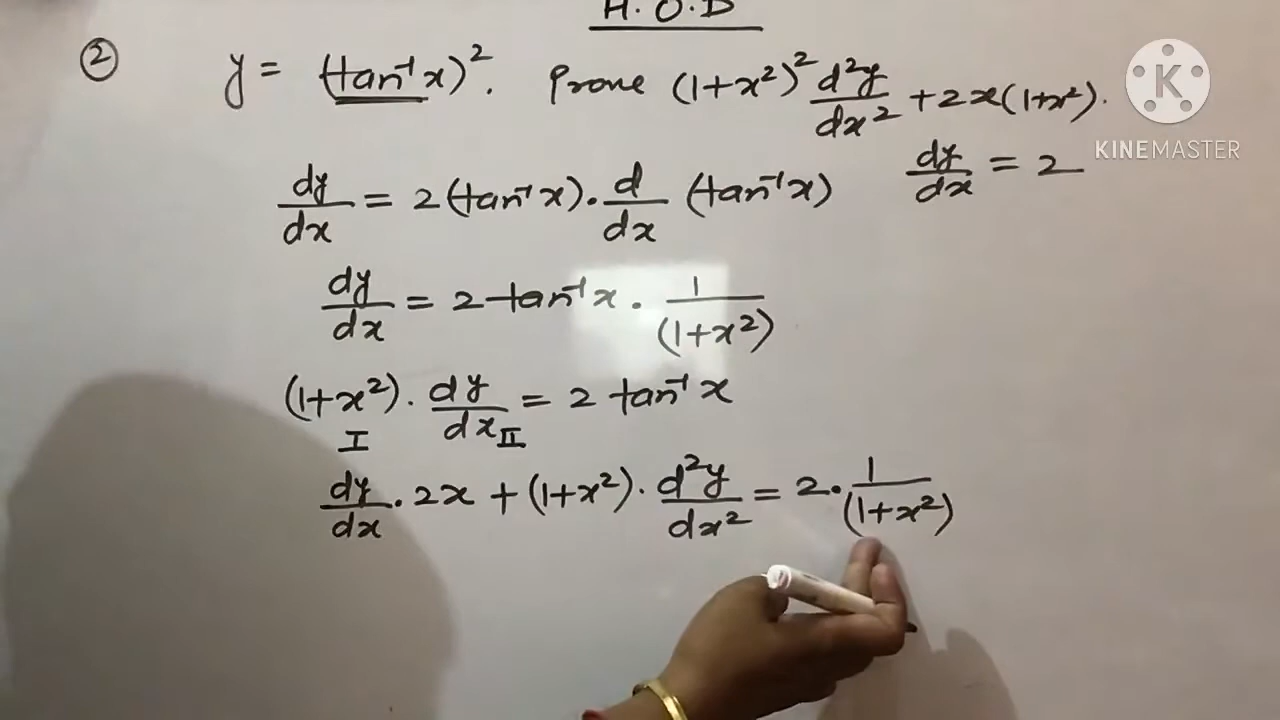 H.O.D
② y = (tan⁻¹x)². Prove (1+x²)² d²y/dx² + 2x(1+x²).
dy/dx = 2
dy/dx = 2(tan⁻¹x). d/dx (tan⁻¹x)
dy/dx = 2 tan⁻¹x . 1/(1+x²)
(1+x²). dy/dx = 2 tan⁻¹x
I II
dy/dx . 2x + (1+x²). d²y/dx² = 2. 1/(1+x²)
K
KINEMASTER